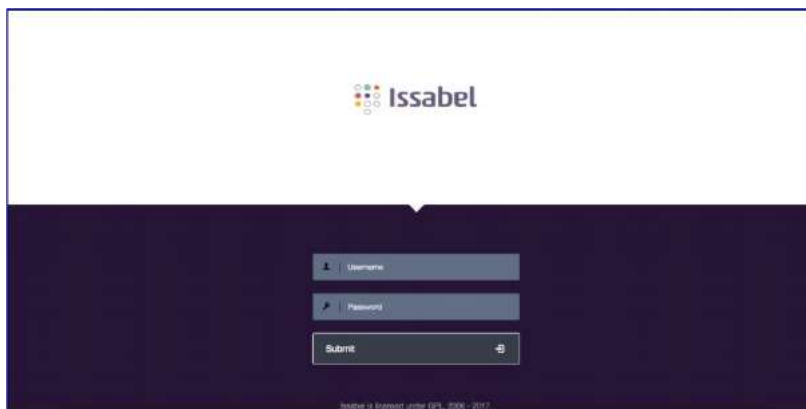 Issabel
Username
Password
Submit
Issabel is licensed under GPL. 2006 - 2017